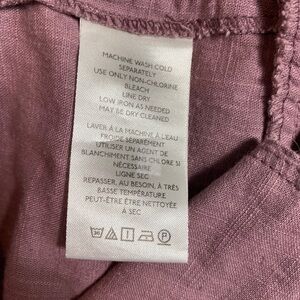 MACHINE WASH COLD
SEPARATELY
USE ONLY NON-CHLORINE
BLEACH
LINE DRY
LOW IRON AS NEEDED
MAY BE DRY CLEANED
LAVER À LA MACHINE À L'EAU
FROIDE SÉPARÉMENT
UTILISER UN AGENT DE
BLANCHIMENT SANS CHLORE SI
NÉCESSAIRE
LIGNE SEC
REPASSER, AU BESOIN, À TRÈS
BASSE TEMPÉRATURE
PEUT-ÊTRE ÊTRE NETTOYÉE
A SEC